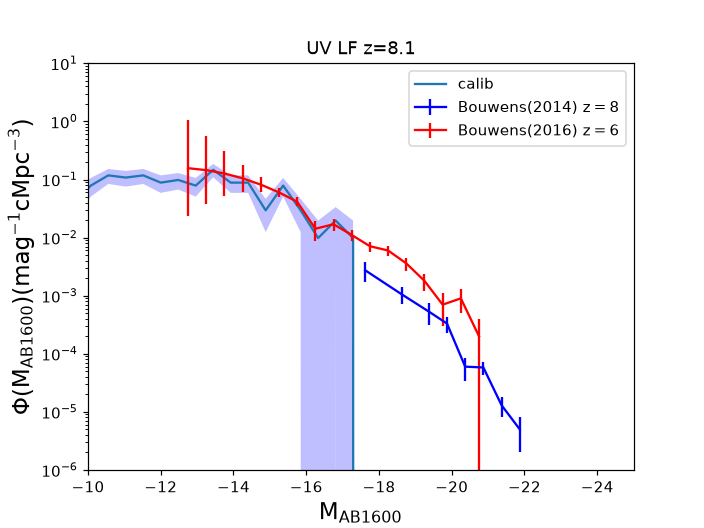 UV LF z=8.1
calib
Bouwens(2014) z = 8
Bouwens(2016) z = 6
Φ(M_AB1600)(mag⁻¹cMpc⁻³)
10¹
10⁰
10⁻¹
10⁻²
10⁻³
10⁻⁴
10⁻⁵
10⁻⁶
−10 −12 −14 −16 −18 −20 −22 −24
M_AB1600